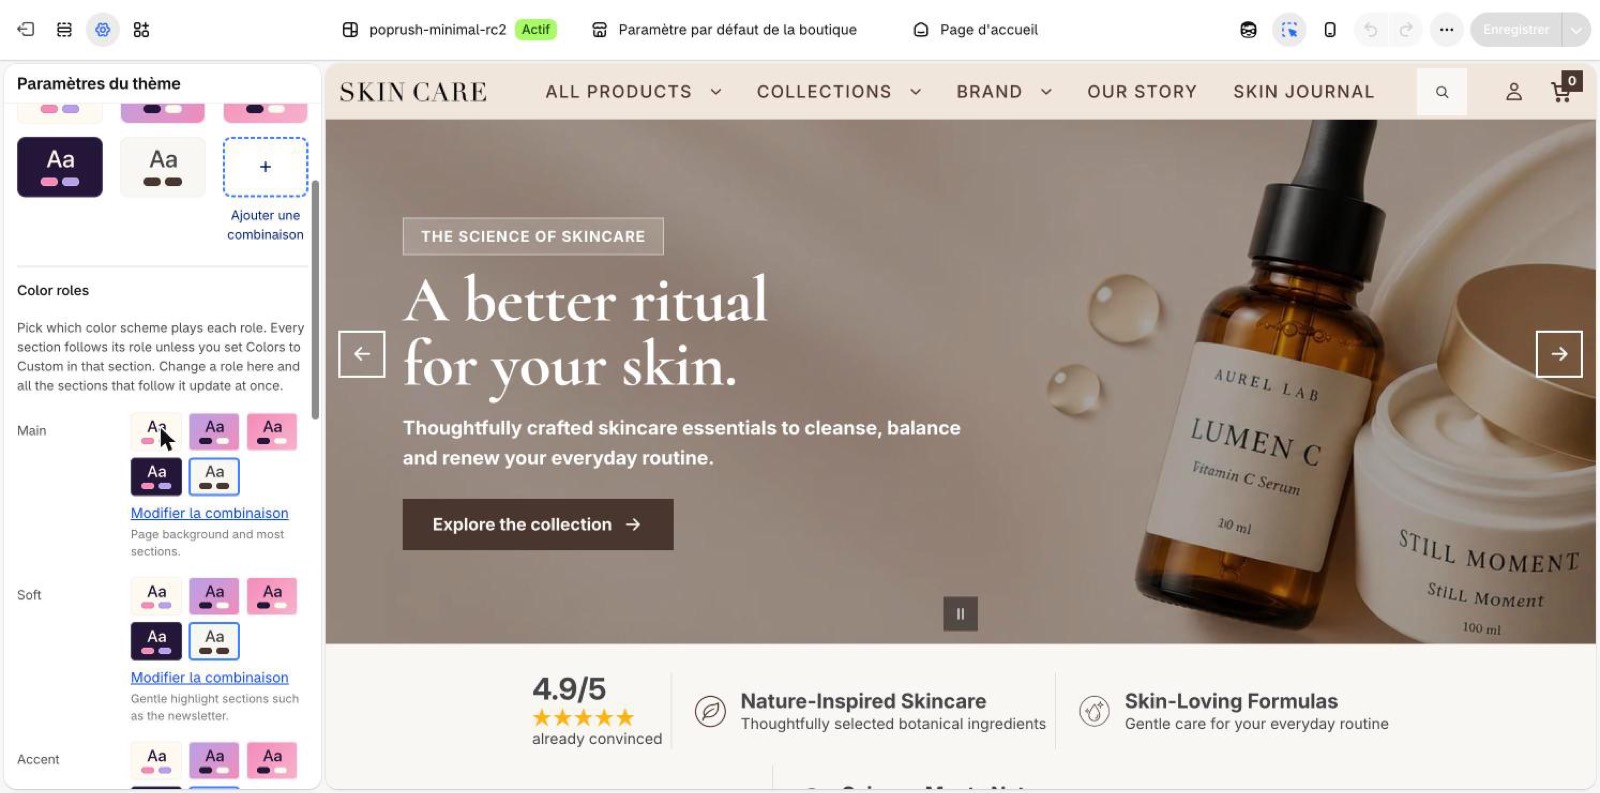 poprush-minimal-rc2 Actif
Paramètre par défaut de la boutique
Page d'accueil
Enregistrer
Paramètres du thème
Aa
Aa
+
Ajouter une
combinaison
Color roles
Pick which color scheme plays each role. Every
section follows its role unless you set Colors to
Custom in that section. Change a role here and
all the sections that follow it update at once.
Main
Aa Aa Aa
Aa Aa
Modifier la combinaison
Page background and most
sections.
Soft
Aa Aa Aa
Aa Aa
Modifier la combinaison
Gentle highlight sections such
as the newsletter.
Accent
Aa Aa Aa
SKIN CARE
ALL PRODUCTS
COLLECTIONS
BRAND
OUR STORY
SKIN JOURNAL
0
THE SCIENCE OF SKINCARE
A better ritual
for your skin.
Thoughtfully crafted skincare essentials to cleanse, balance
and renew your everyday routine.
Explore the collection
AUREL LAB
LUMEN C
Vitamin C Serum
10 ml
STILL MOMENT
Still Moment
100 ml
4.9/5
already convinced
Nature-Inspired Skincare
Thoughtfully selected botanical ingredients
Skin-Loving Formulas
Gentle care for your everyday routine